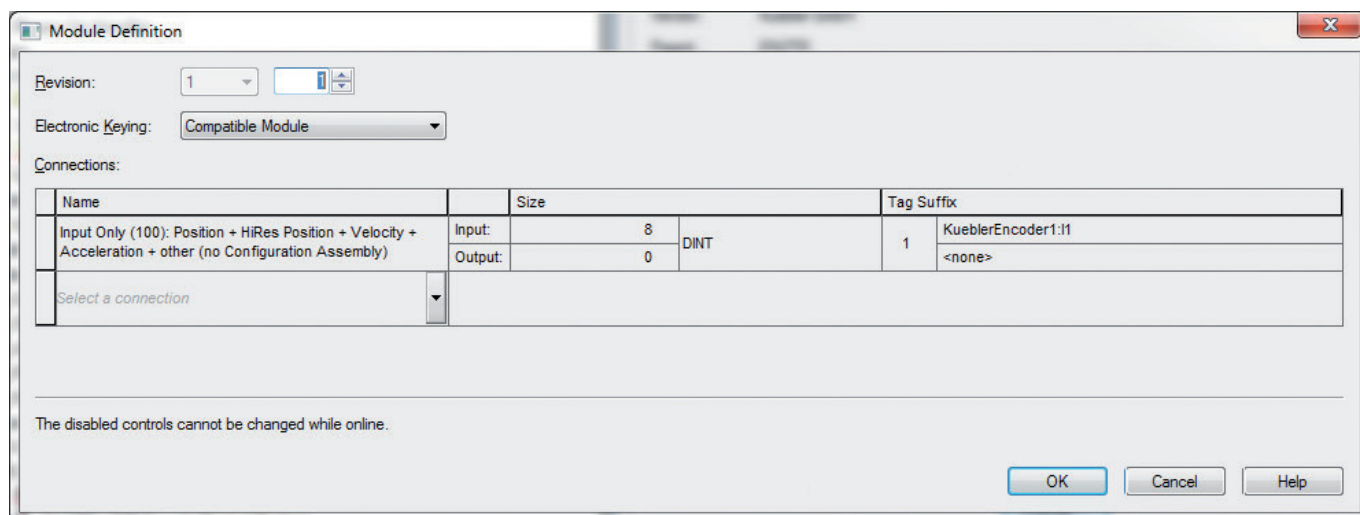 Module Definition
Revision: 1 1
Electronic Keying: Compatible Module
Connections:
Name Size Tag Suffix
Input Only (100): Position + HiRes Position + Velocity +
Acceleration + other (no Configuration Assembly)
Input: 8
Output: 0
DINT
1
KueblerEncoder1:I1
<none>
Select a connection
The disabled controls cannot be changed while online.
OK Cancel Help